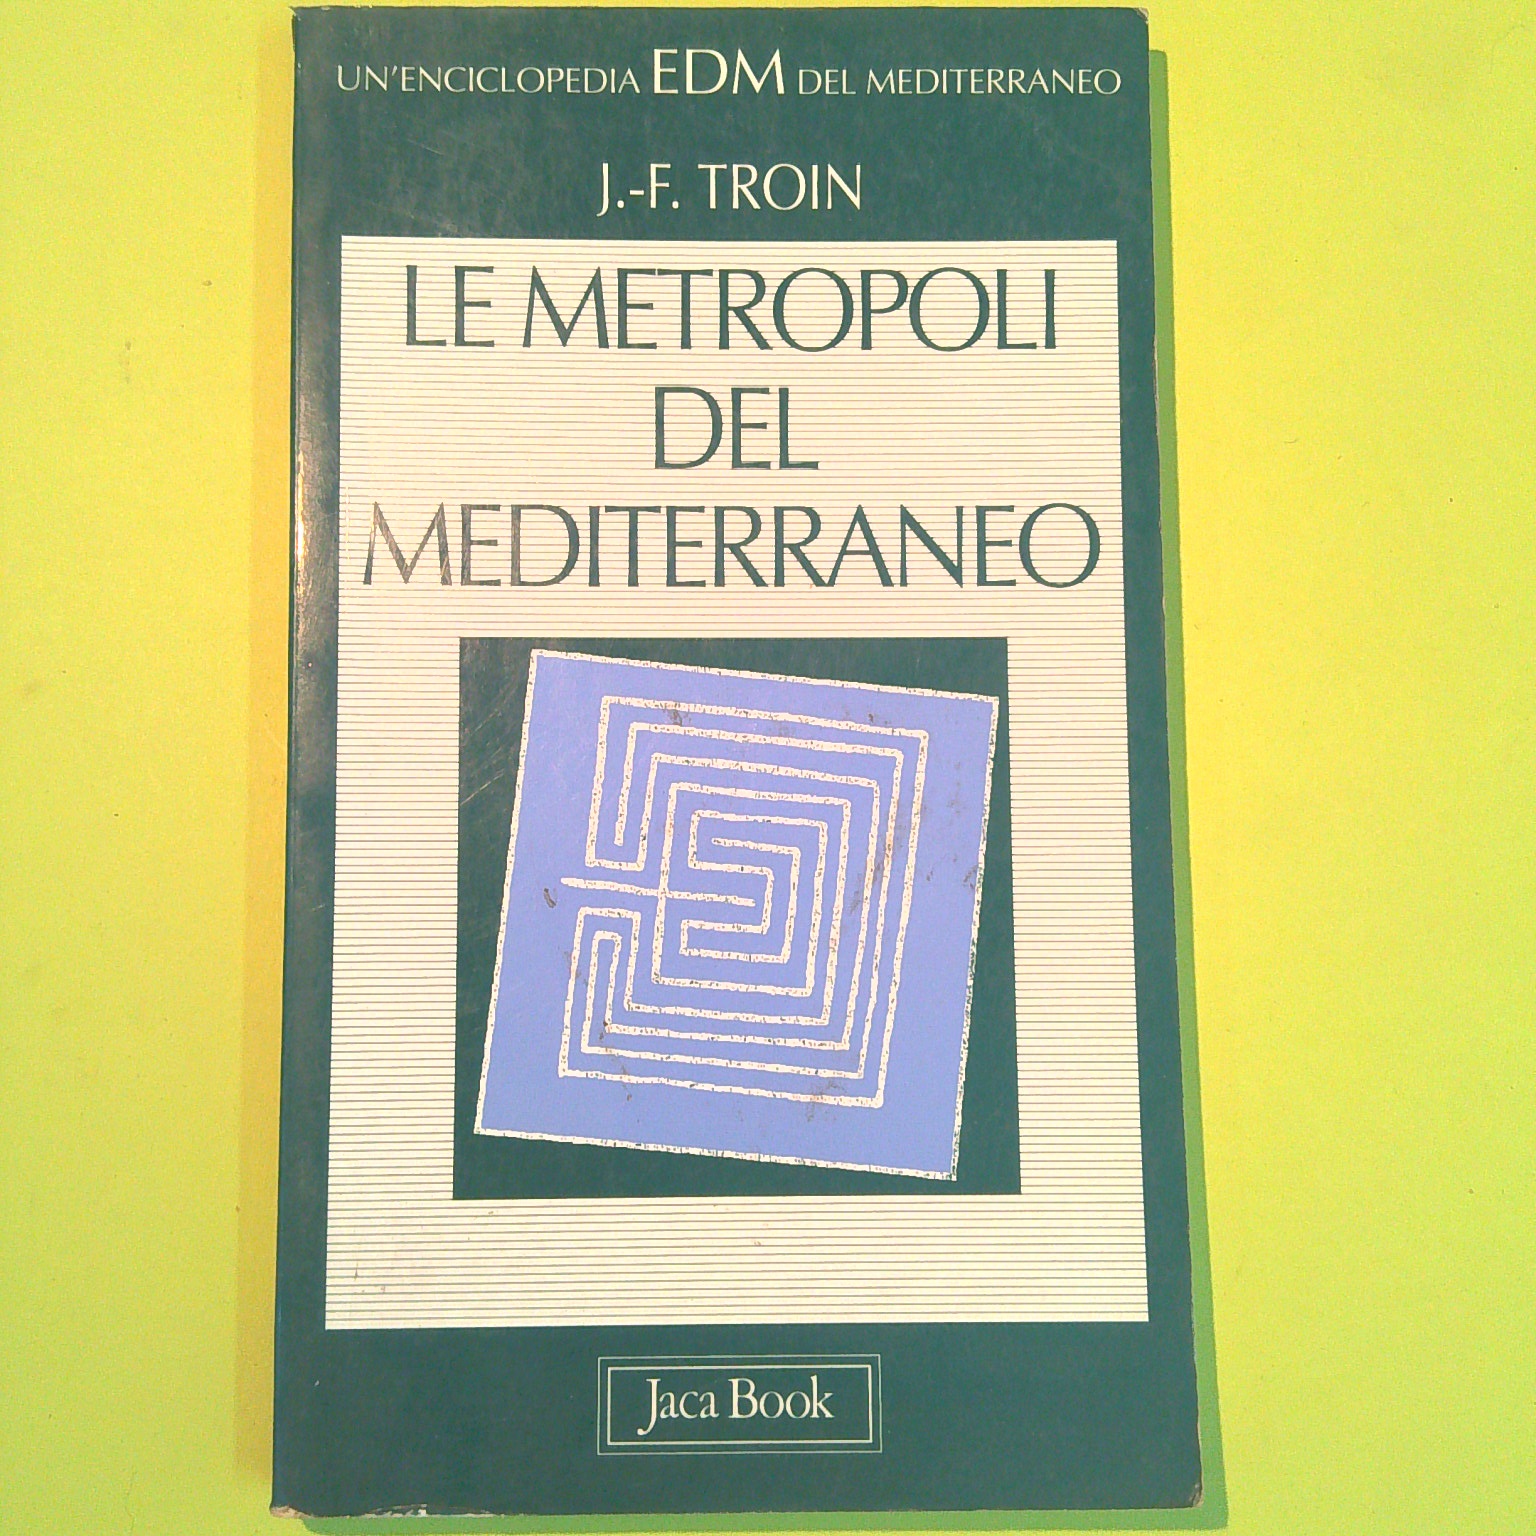 UN'ENCICLOPEDIA EDM DEL MEDITERRANEO
J.-F. TROIN
LE METROPOLI
DEL
MEDITERRANEO
Jaca Book